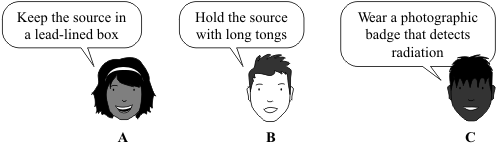 Keep the source in
a lead-lined box
Hold the source
with long tongs
Wear a photographic
badge that detects
radiation
A
B
C